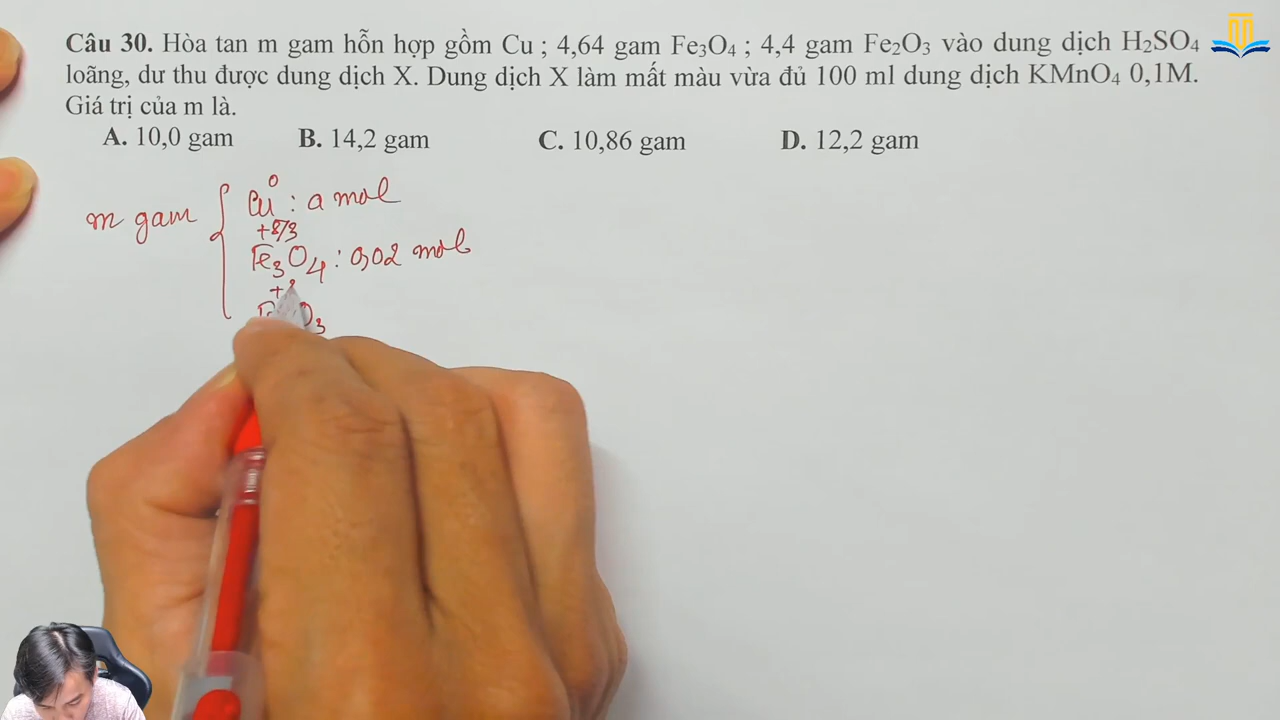 Câu 30. Hòa tan m gam hỗn hợp gồm Cu ; 4,64 gam Fe₃O₄ ; 4,4 gam Fe₂O₃ vào dung dịch H₂SO₄
loãng, dư thu được dung dịch X. Dung dịch X làm mất màu vừa đủ 100 ml dung dịch KMnO₄ 0,1M.
Giá trị của m là.
A. 10,0 gam B. 14,2 gam C. 10,86 gam D. 12,2 gam
0
m gam { Cu : a mol
+8/3
Fe₃O₄ : 0,02 mol
+
O₃